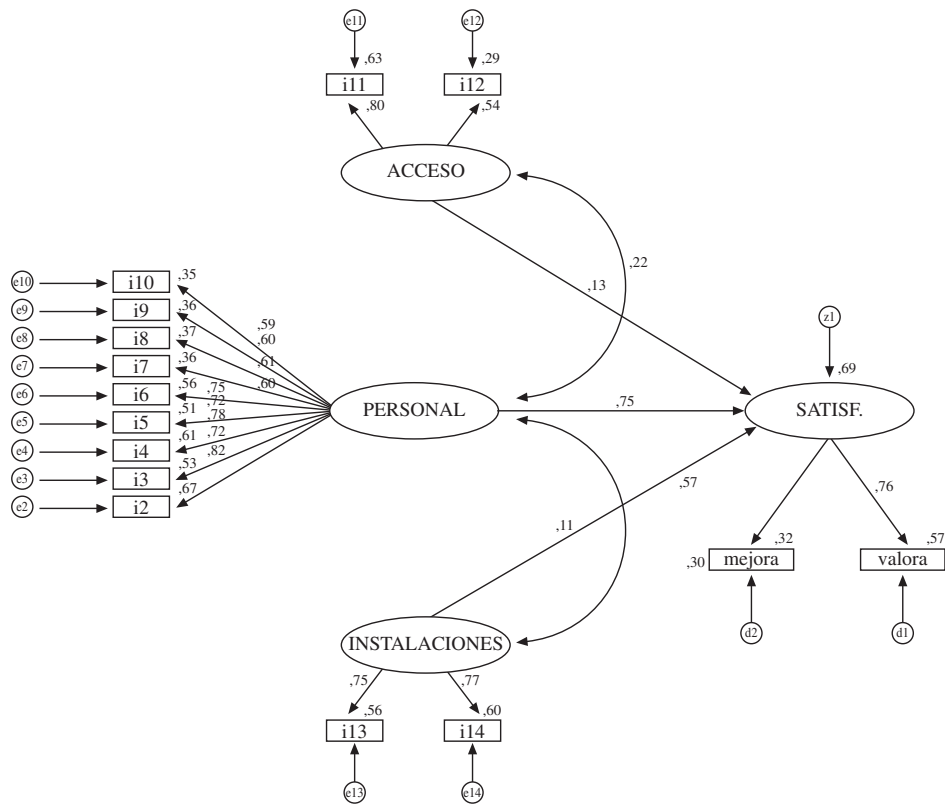 e11 e12
,63 ,29
i11 i12
,80 ,54
ACCESO
,22
,13
e10 i10 ,35
e9 i9 ,36
e8 i8 ,37
e7 i7 ,36
e6 i6 ,56
e5 i5 ,51
e4 i4 ,61
e3 i3 ,53
e2 i2 ,67
,59
,60
,61
,60
,75
,72
,78
,72
,82
PERSONAL
,75
z1
,69
SATISF.
,57
,11
,76
,32 ,57
,30 mejora valora
d2 d1
INSTALACIONES
,75 ,77
,56 ,60
i13 i14
e13 e14